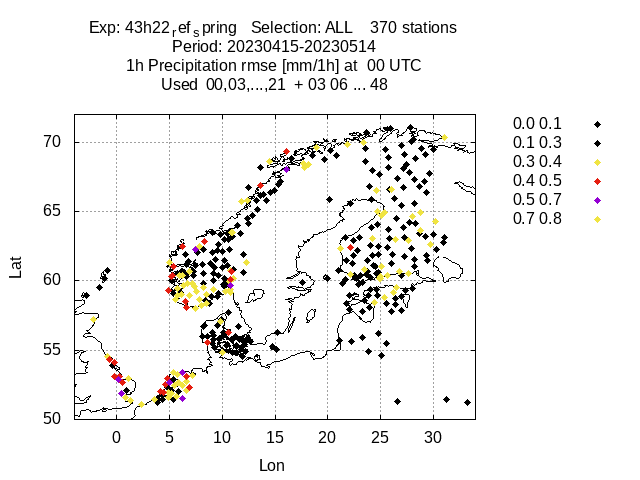 Exp: 43h22ref spring   Selection: ALL    370 stations
Period: 20230415-20230514
1h Precipitation rmse [mm/1h] at  00 UTC
Used  00,03,...,21  + 03 06 ... 48
0.0 0.1
0.1 0.3
0.3 0.4
0.4 0.5
0.5 0.7
0.7 0.8
70
65
60
55
50
Lat
0 5 10 15 20 25 30
Lon